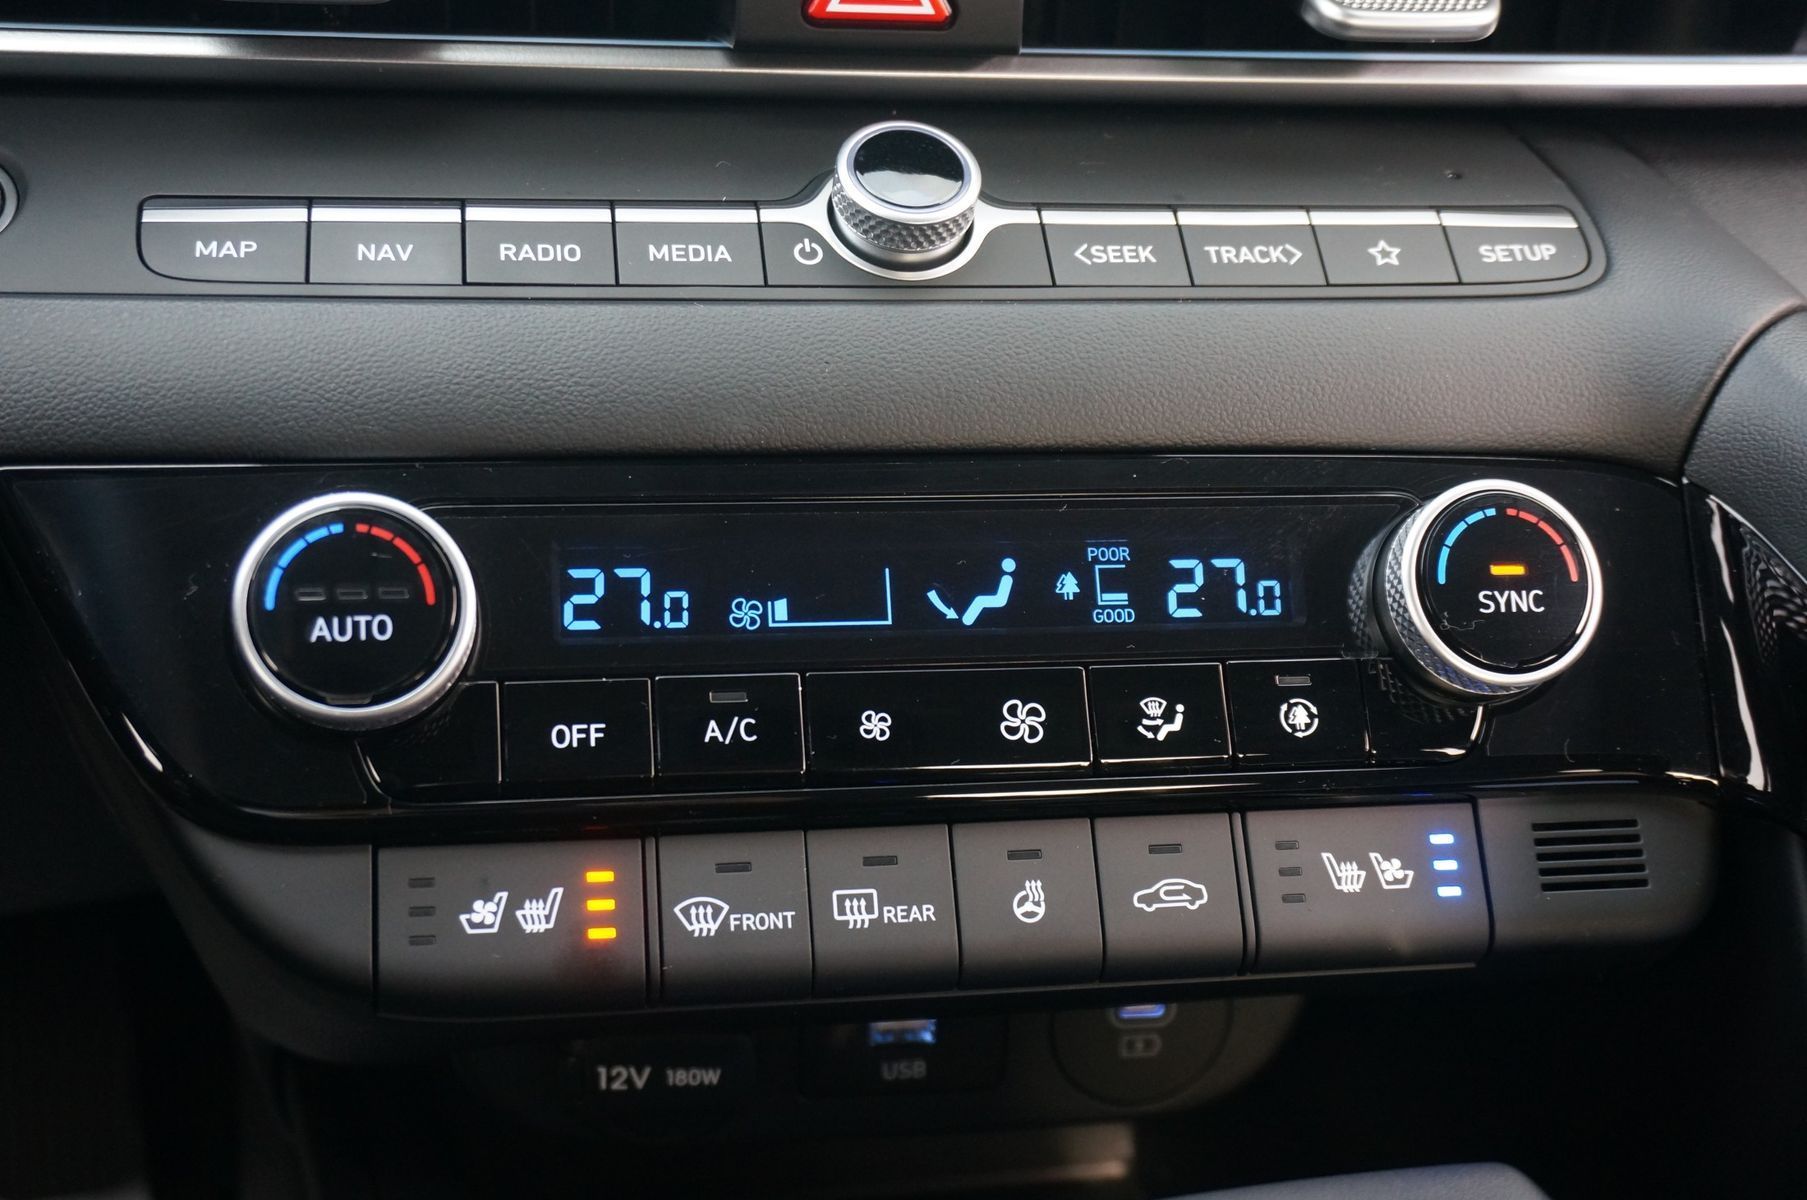 MAP NAV RADIO MEDIA <SEEK TRACK> SETUP
AUTO 27.0 POOR GOOD 27.0 SYNC
OFF A/C
FRONT REAR
12V 180W USB